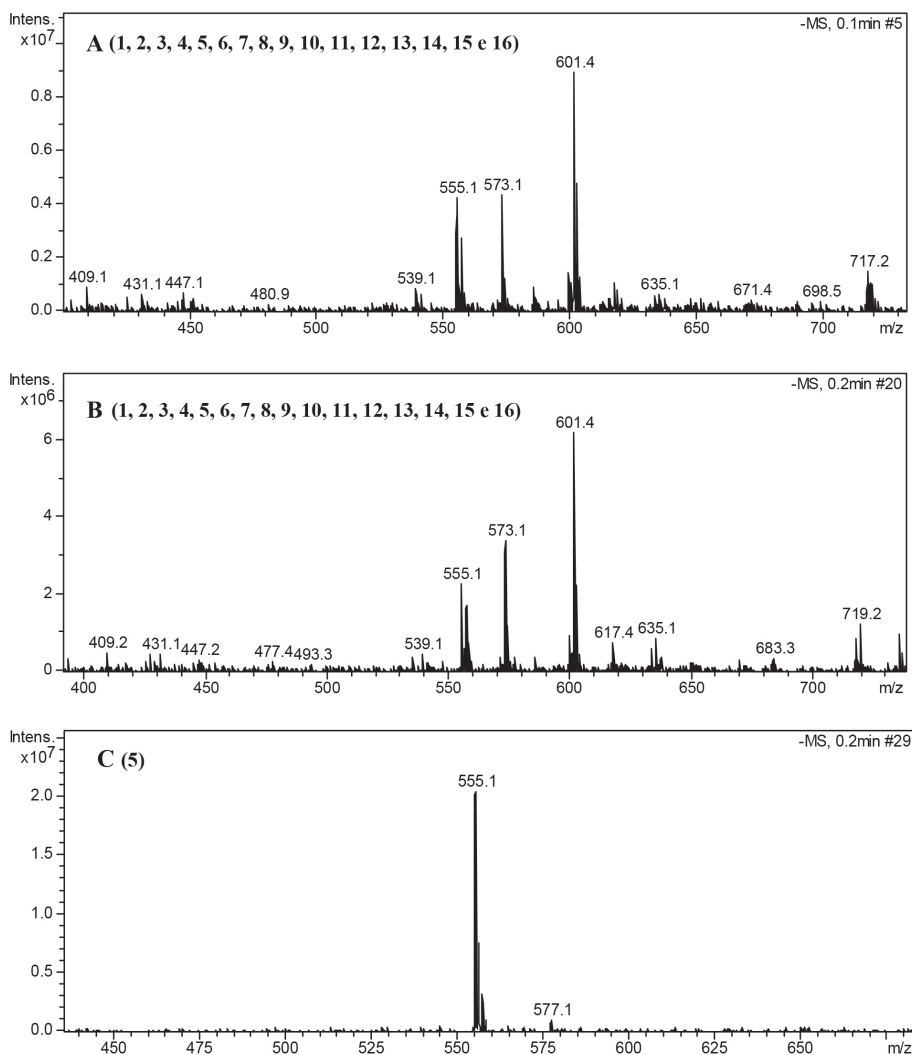 Intens.
x10⁷
-MS, 0.1min #5
A (1, 2, 3, 4, 5, 6, 7, 8, 9, 10, 11, 12, 13, 14, 15 e 16)
601.4
0.8
0.6
555.1 573.1
0.4
0.2
409.1 431.1 447.1 480.9 539.1 635.1 671.4 698.5 717.2
0.0
450 500 550 600 650 700 m/z
Intens.
x10⁶
-MS, 0.2min #20
B (1, 2, 3, 4, 5, 6, 7, 8, 9, 10, 11, 12, 13, 14, 15 e 16)
601.4
6
4
573.1
555.1
2
409.2 431.1 447.2 477.4 493.3 539.1 617.4 635.1 683.3 719.2
0
400 450 500 550 600 650 700 m/z
Intens.
x10⁷
-MS, 0.2min #29
C (5)
555.1
2.0
1.5
1.0
0.5
577.1
0.0
450 475 500 525 550 575 600 625 650 m/z